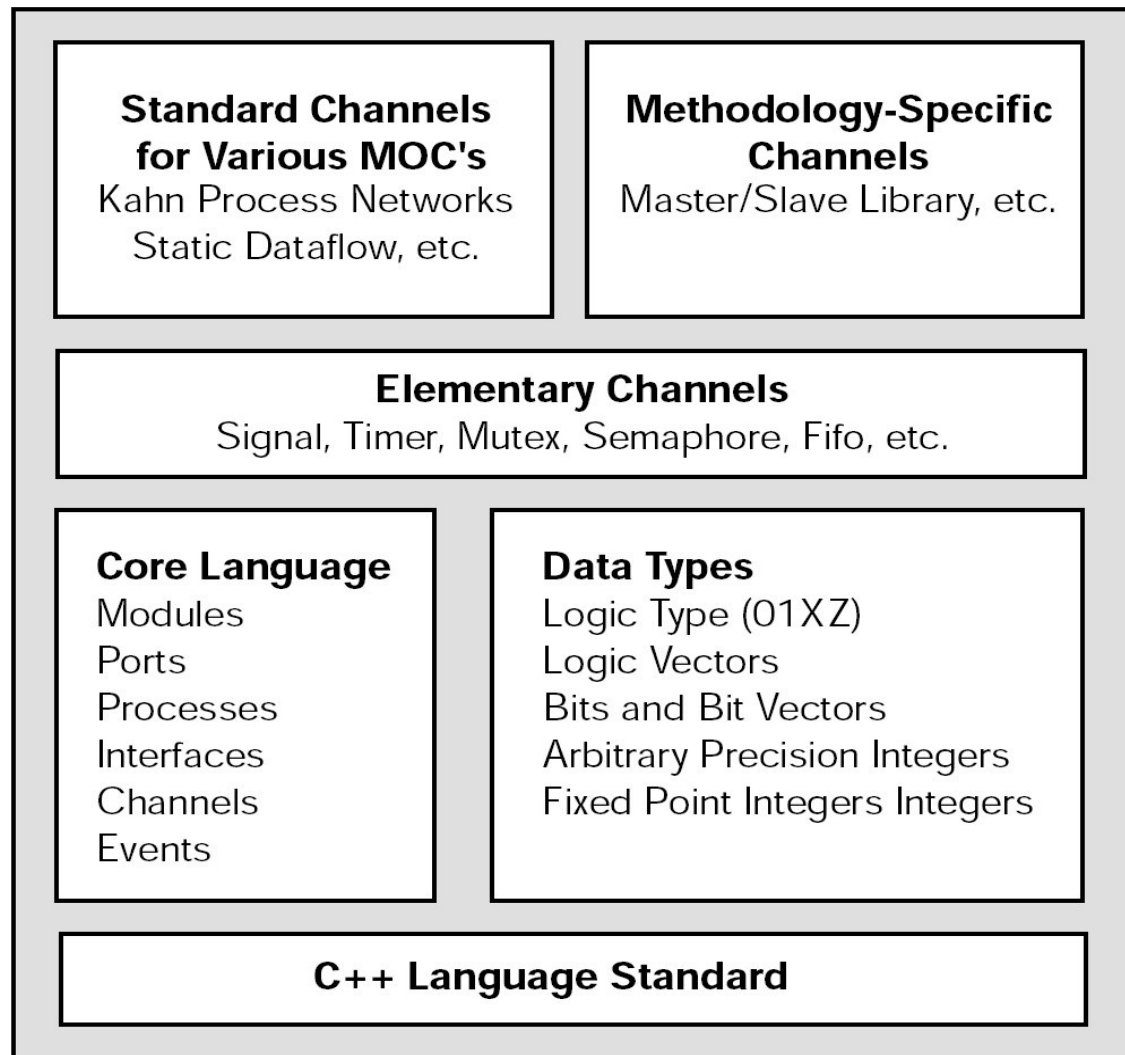 Standard Channels
for Various MOC's
Kahn Process Networks
Static Dataflow, etc.
Methodology-Specific
Channels
Master/Slave Library, etc.
Elementary Channels
Signal, Timer, Mutex, Semaphore, Fifo, etc.
Core Language
Modules
Ports
Processes
Interfaces
Channels
Events
Data Types
Logic Type (01XZ)
Logic Vectors
Bits and Bit Vectors
Arbitrary Precision Integers
Fixed Point Integers Integers
C++ Language Standard